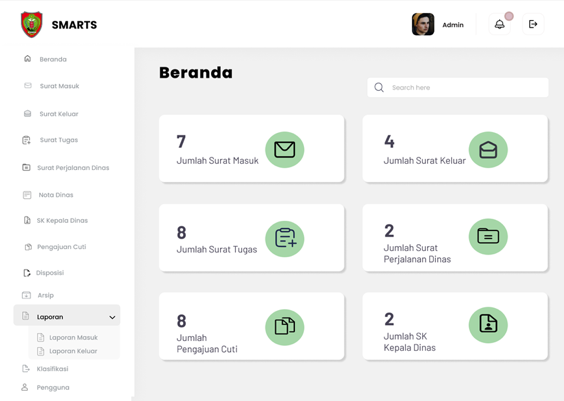 SMARTS
Admin
0
Beranda
Surat Masuk
Surat Keluar
Surat Tugas
Surat Perjalanan Dinas
Nota Dinas
SK Kepala Dinas
Pengajuan Cuti
Disposisi
Arsip
Laporan
Laporan Masuk
Laporan Keluar
Klasifikasi
Pengguna
Beranda
Search here
7
Jumlah Surat Masuk
4
Jumlah Surat Keluar
8
Jumlah Surat Tugas
2
Jumlah Surat
Perjalanan Dinas
8
Jumlah
Pengajuan Cuti
2
Jumlah SK
Kepala Dinas